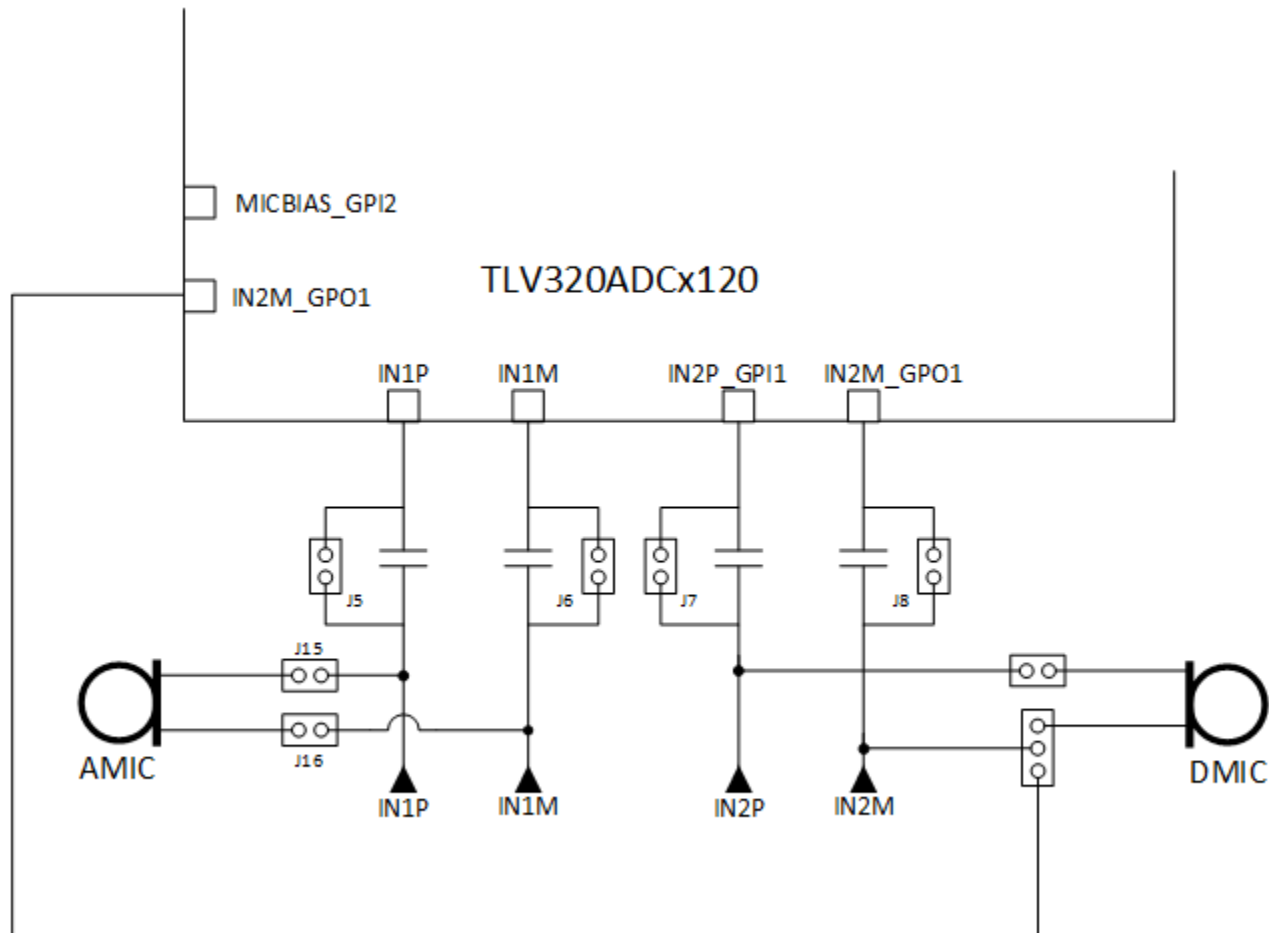 MICBIAS_GPI2
TLV320ADCx120
IN2M_GPO1
IN1P IN1M IN2P_GPI1 IN2M_GPO1
J5 J6 J7 J8
J15
J16
AMIC DMIC
IN1P IN1M IN2P IN2M